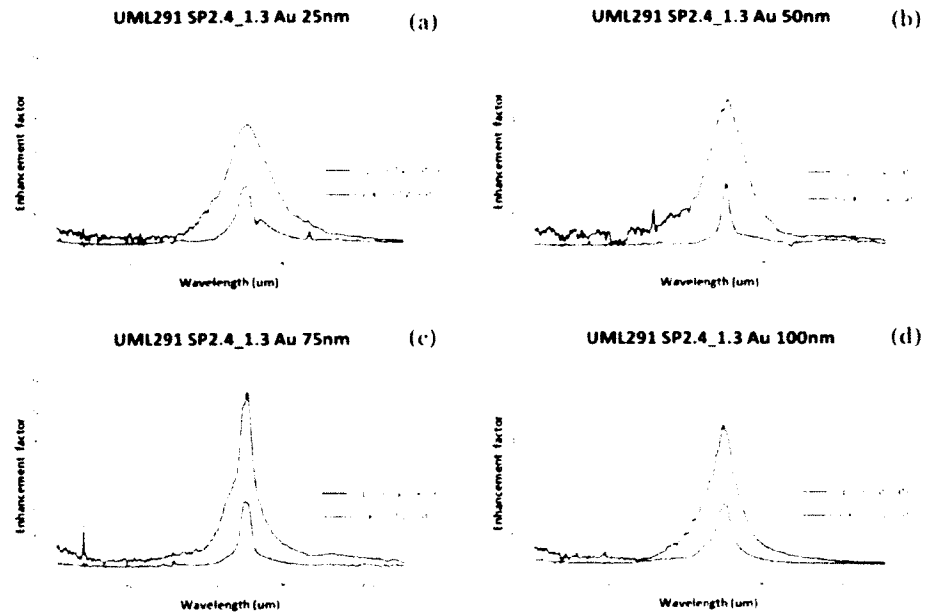 UML291 SP2.4_1.3 Au 25nm
(a)
Enhancement factor
Wavelength (um)
UML291 SP2.4_1.3 Au 50nm
(b)
Enhancement factor
Wavelength (um)
UML291 SP2.4_1.3 Au 75nm
(c)
Enhancement factor
Wavelength (um)
UML291 SP2.4_1.3 Au 100nm
(d)
Enhancement factor
Wavelength (um)